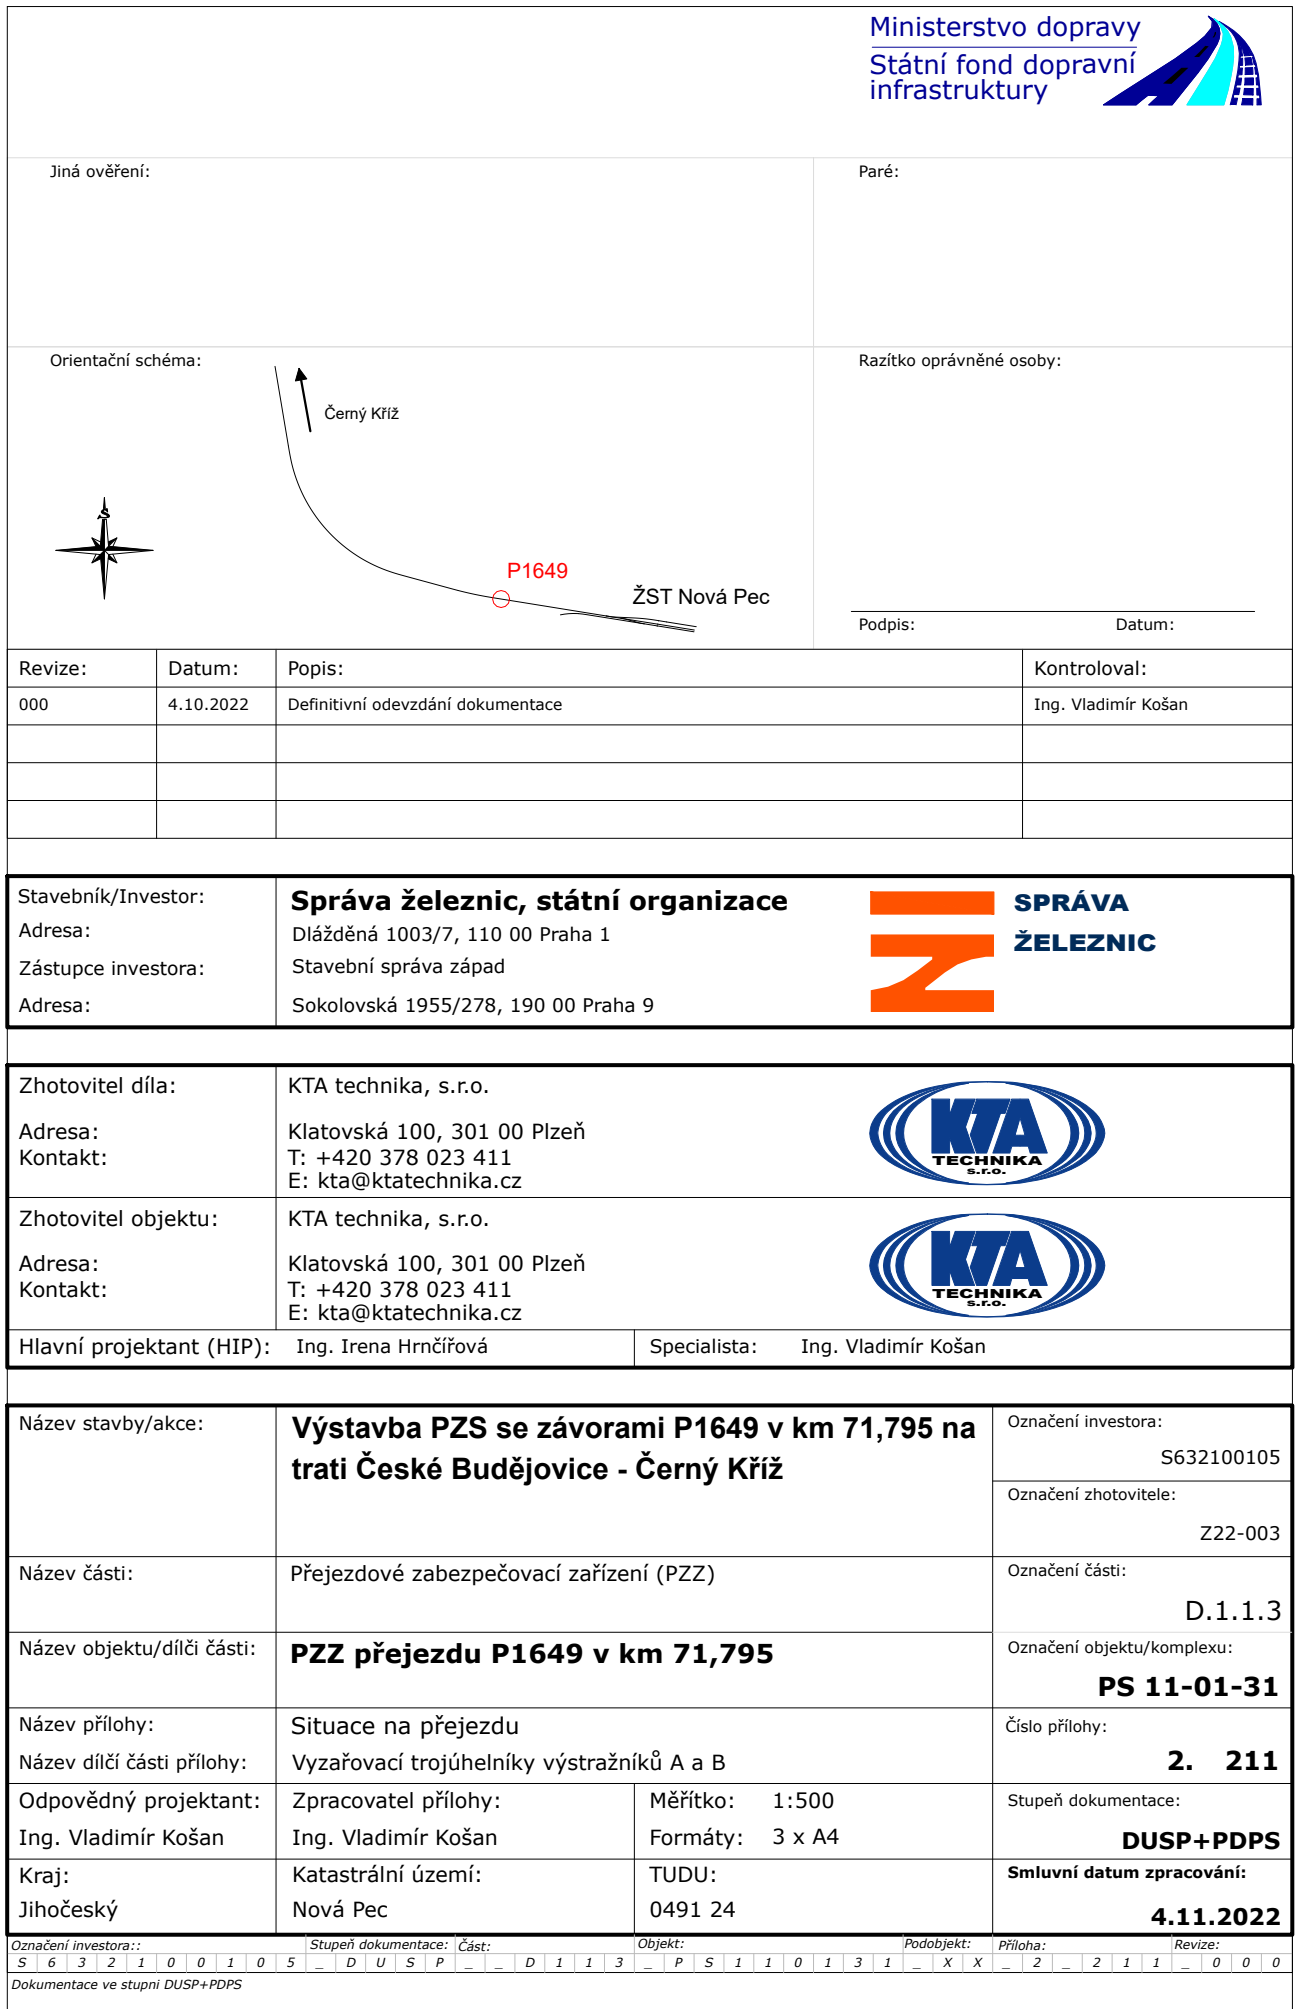 Ministerstvo dopravy
Státní fond dopravní
infrastruktury
Jiná ověření:
Paré:
Orientační schéma:
Razítko oprávněné osoby:
Černý Kříž
S
P1649
ŽST Nová Pec
Podpis: Datum:
Revize: Datum: Popis: Kontroloval:
000 4.10.2022 Definitivní odevzdání dokumentace Ing. Vladimír Košan
Stavebník/Investor: Správa železnic, státní organizace
Adresa: Dlážděná 1003/7, 110 00 Praha 1
Zástupce investora: Stavební správa západ
Adresa: Sokolovská 1955/278, 190 00 Praha 9
SPRÁVA
ŽELEZNIC
Zhotovitel díla: KTA technika, s.r.o.
Adresa: Klatovská 100, 301 00 Plzeň
Kontakt: T: +420 378 023 411
E: kta@ktatechnika.cz
KTA
TECHNIKA
s.r.o.
Zhotovitel objektu: KTA technika, s.r.o.
Adresa: Klatovská 100, 301 00 Plzeň
Kontakt: T: +420 378 023 411
E: kta@ktatechnika.cz
KTA
TECHNIKA
s.r.o.
Hlavní projektant (HIP): Ing. Irena Hrnčířová Specialista: Ing. Vladimír Košan
Název stavby/akce: Výstavba PZS se závorami P1649 v km 71,795 na
trati České Budějovice - Černý Kříž
Označení investora:
S632100105
Označení zhotovitele:
Z22-003
Název části: Přejezdové zabezpečovací zařízení (PZZ)
Označení části:
D.1.1.3
Název objektu/dílči části: PZZ přejezdu P1649 v km 71,795
Označení objektu/komplexu:
PS 11-01-31
Název přílohy: Situace na přejezdu
Název dílčí části přílohy: Vyzařovací trojúhelníky výstražníků A a B
Číslo přílohy:
2. 211
Odpovědný projektant: Zpracovatel přílohy: Měřítko: 1:500
Ing. Vladimír Košan Ing. Vladimír Košan Formáty: 3 x A4
Stupeň dokumentace:
DUSP+PDPS
Kraj: Katastrální území: TUDU:
Jihočeský Nová Pec 0491 24
Smluvní datum zpracování:
4.11.2022
Označení investora:: Stupeň dokumentace: Část: Objekt: Podobjekt: Příloha: Revize:
S 6 3 2 1 0 0 1 0 5 _ D U S P _ _ D 1 1 3 _ P S 1 1 0 1 3 1 _ X X _ 2 _ 2 1 1 _ 0 0 0
Dokumentace ve stupni DUSP+PDPS